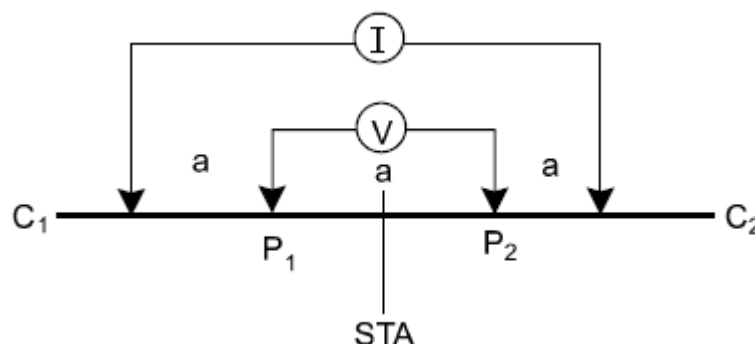 I
V
a a a
C₁ C₂
P₁ P₂
STA